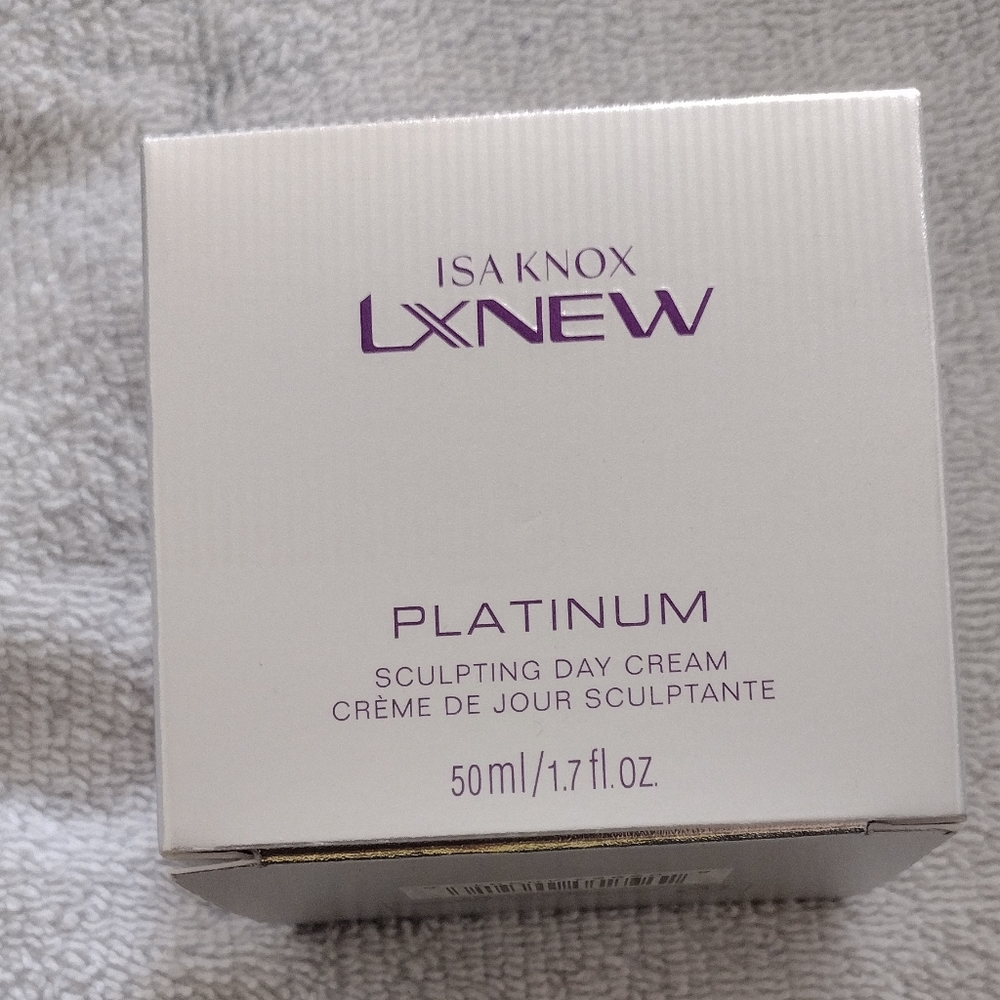 ISA KNOX
LXNEW
PLATINUM
SCULPTING DAY CREAM
CRÈME DE JOUR SCULPTANTE
50ml/1.7 fl.oz.